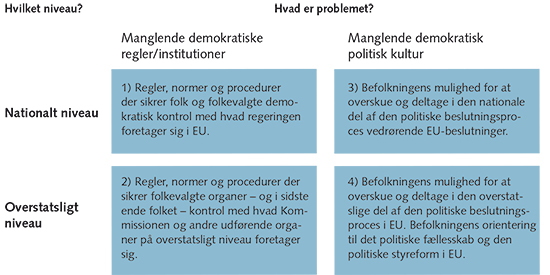 Hvilket niveau?
Hvad er problemet?
Manglende demokratiske
regler/institutioner
Manglende demokratisk
politisk kultur
Nationalt niveau
1) Regler, normer og procedurer
der sikrer folk og folkevalgte demo-
kratisk kontrol med hvad regeringen
foretager sig i EU.
3) Befolkningens mulighed for at
overskue og deltage i den nationale
del af den politiske beslutningspro-
ces vedrørende EU-beslutninger.
Overstatsligt
niveau
2) Regler, normer og procedurer der
sikrer folkevalgte organer – og i sidste
ende folket – kontrol med hvad Kom-
missionen og andre udførende orga-
ner på overstatsligt niveau foretager
sig.
4) Befolkningens mulighed for at
overskue og deltage i den overstat-
slige del af den politiske beslutnings-
proces i EU. Befolkningens orientering
til det politiske fællesskab og den
politiske styreform i EU.